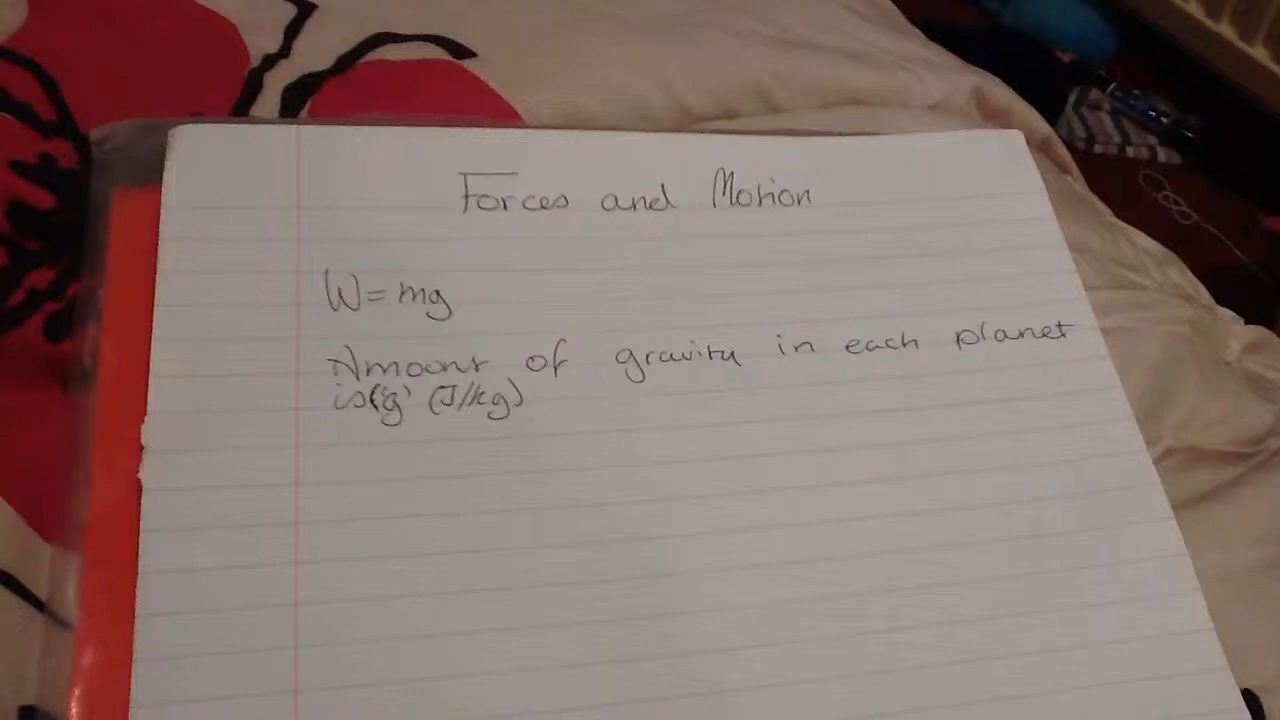 Forces and Motion
W=mg
Amount of gravity in each planet
is('g' (J/kg)